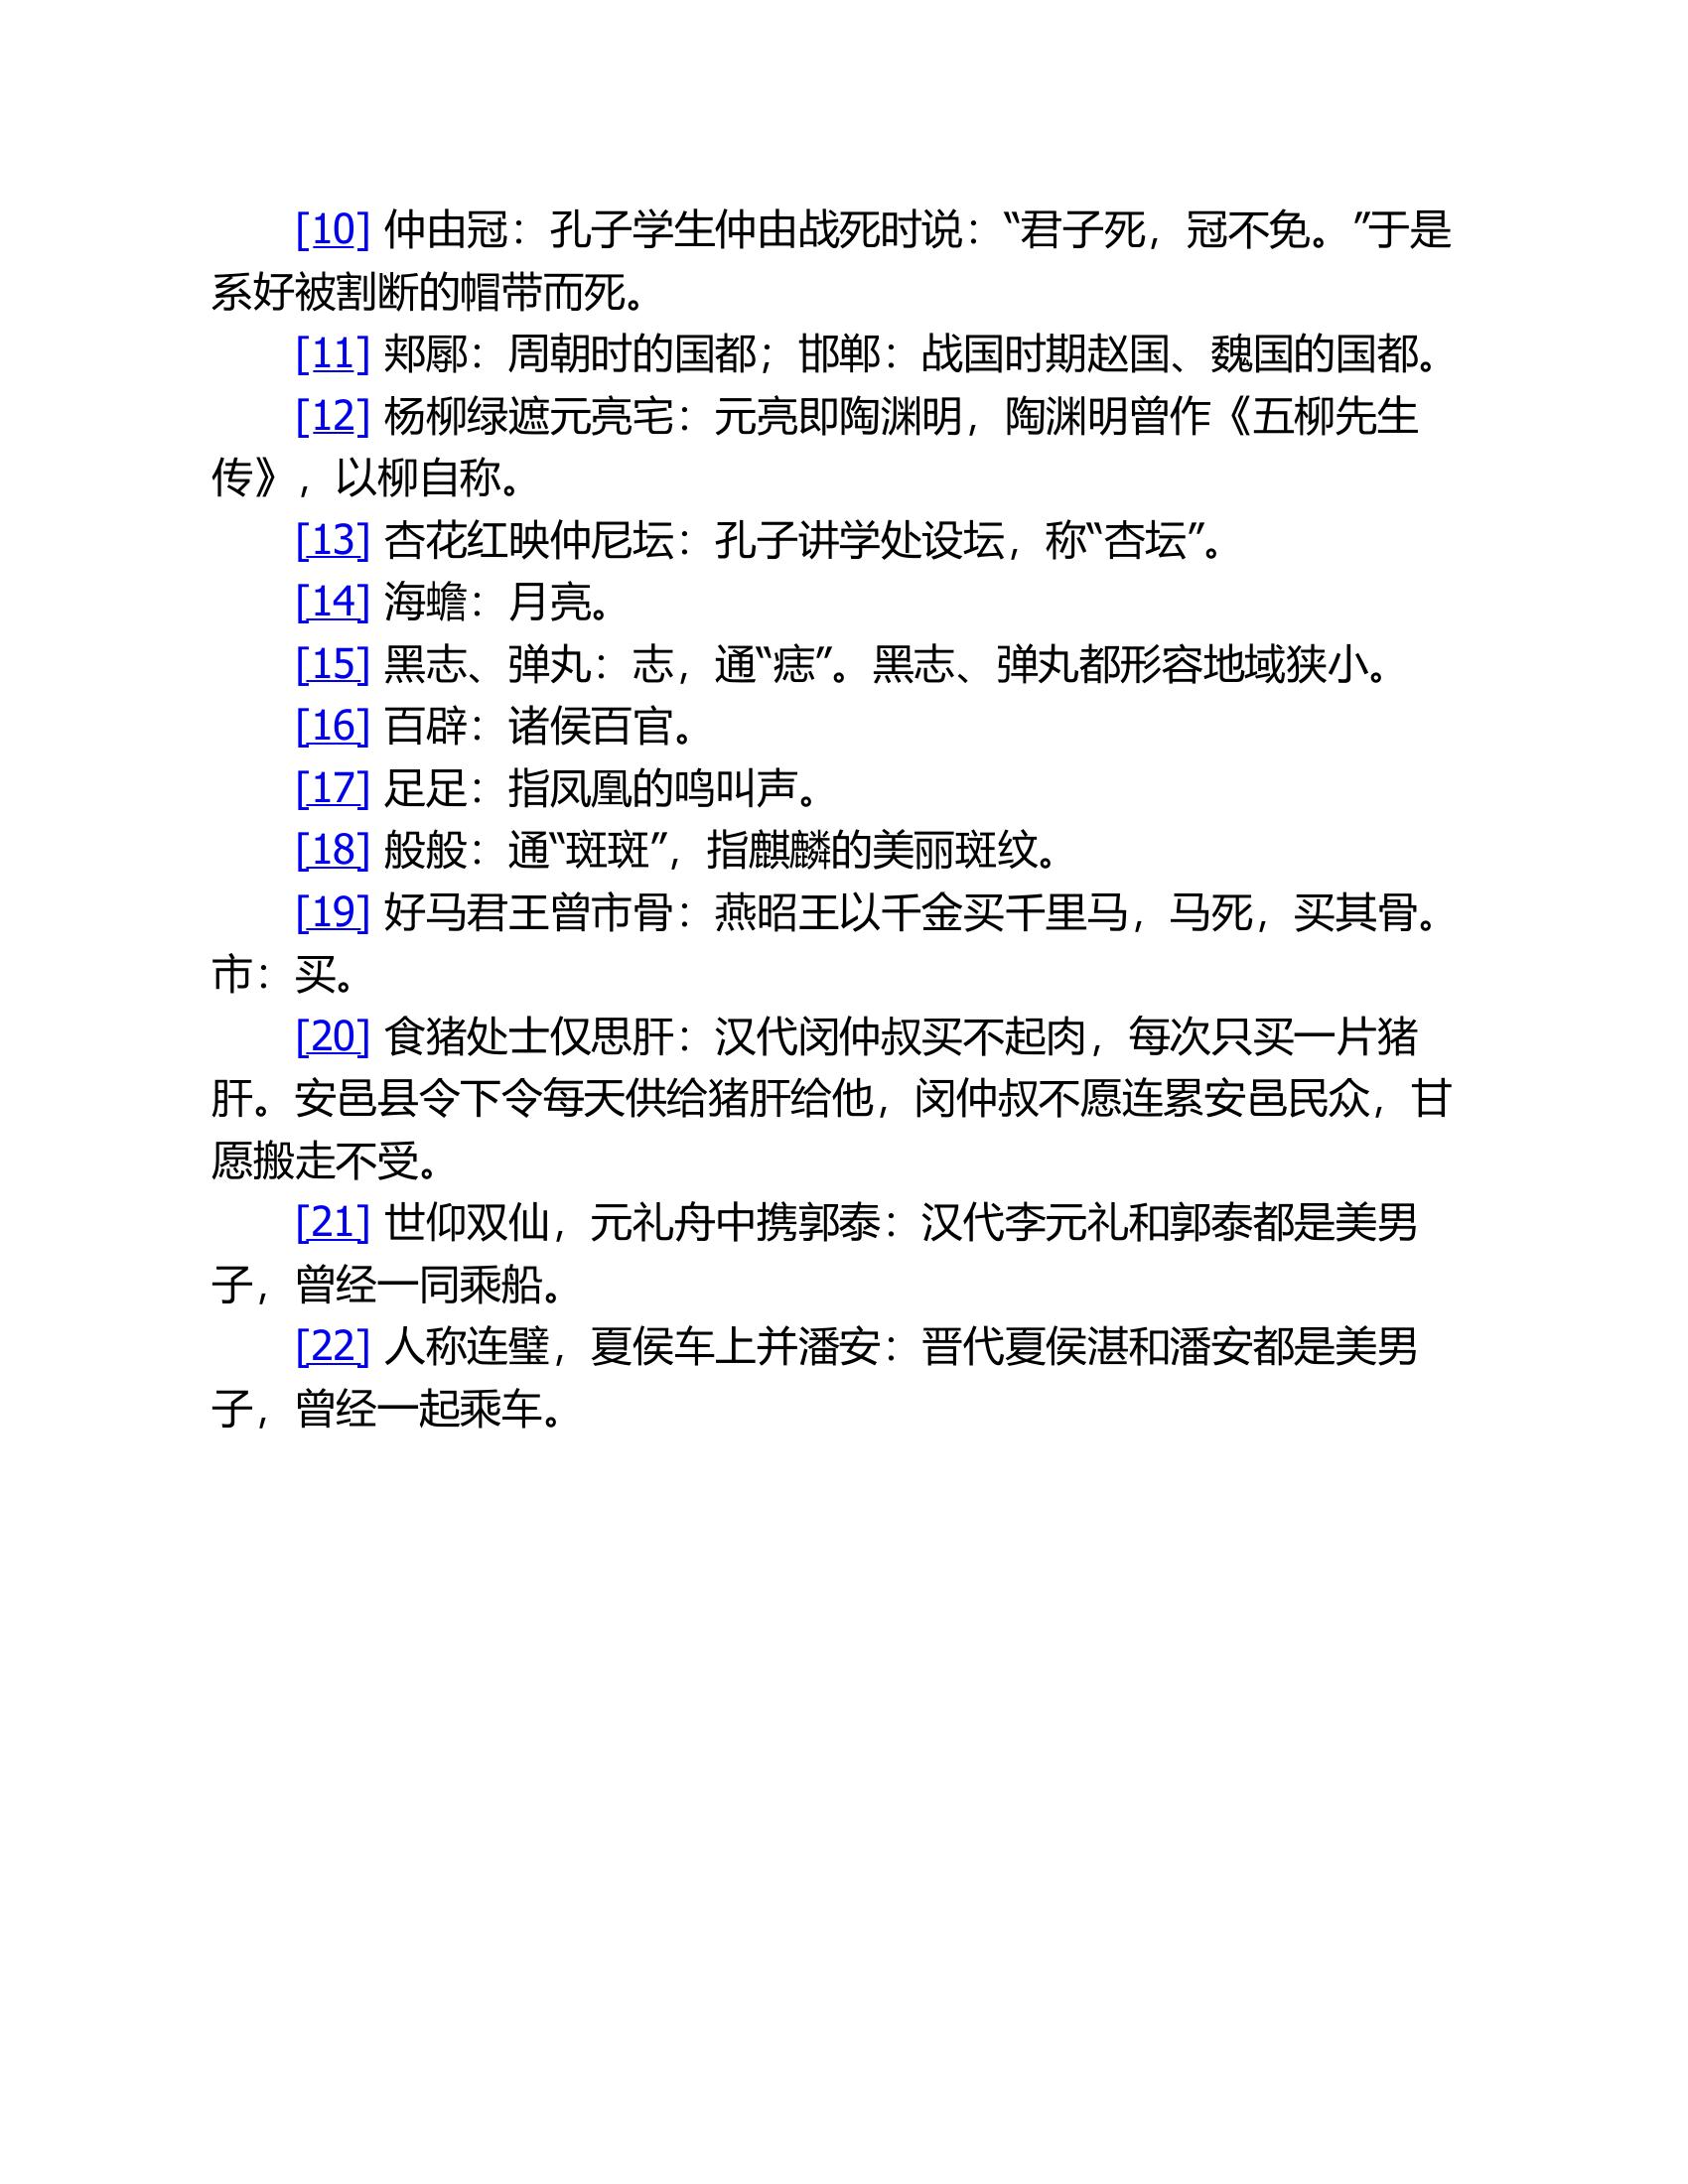 [10] 仲由冠：孔子学生仲由战死时说：“君子死，冠不免。”于是
系好被割断的帽带而死。
[11] 郏鄏：周朝时的国都；邯郸：战国时期赵国、魏国的国都。
[12] 杨柳绿遮元亮宅：元亮即陶渊明，陶渊明曾作《五柳先生
传》，以柳自称。
[13] 杏花红映仲尼坛：孔子讲学处设坛，称“杏坛”。
[14] 海蟾：月亮。
[15] 黑志、弹丸：志，通“痣”。黑志、弹丸都形容地域狭小。
[16] 百辟：诸侯百官。
[17] 足足：指凤凰的鸣叫声。
[18] 般般：通“斑斑”，指麒麟的美丽斑纹。
[19] 好马君王曾市骨：燕昭王以千金买千里马，马死，买其骨。
市：买。
[20] 食猪处士仅思肝：汉代闵仲叔买不起肉，每次只买一片猪
肝。安邑县令下令每天供给猪肝给他，闵仲叔不愿连累安邑民众，甘
愿搬走不受。
[21] 世仰双仙，元礼舟中携郭泰：汉代李元礼和郭泰都是美男
子，曾经一同乘船。
[22] 人称连璧，夏侯车上并潘安：晋代夏侯湛和潘安都是美男
子，曾经一起乘车。